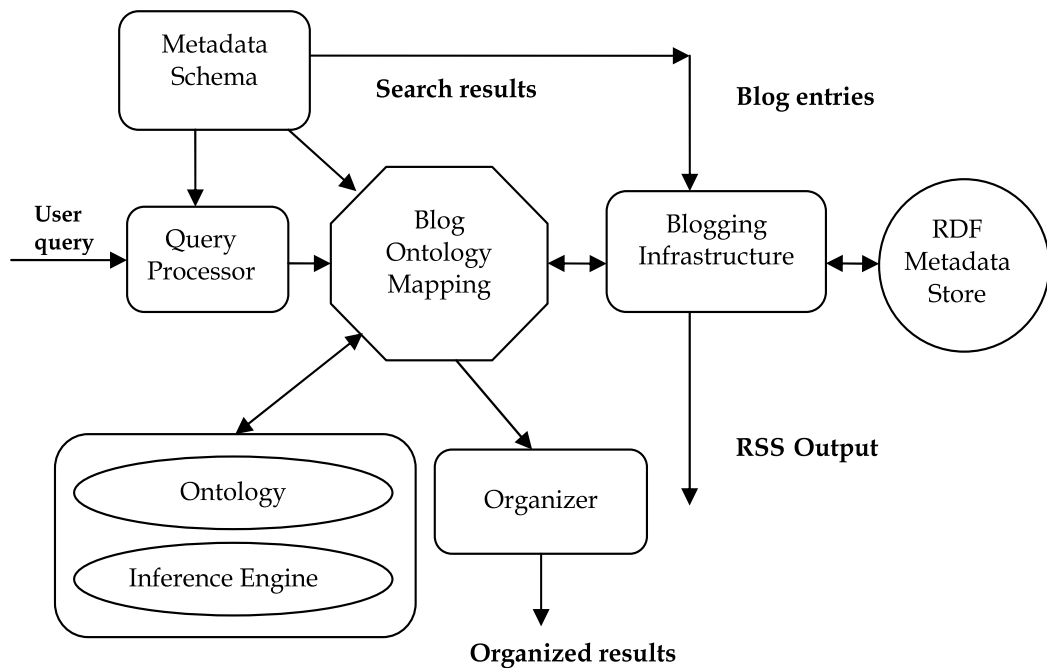 Metadata
Schema
Search results
Blog entries
User
query
Query
Processor
Blog
Ontology
Mapping
Blogging
Infrastructure
RDF
Metadata
Store
Ontology
Inference Engine
Organizer
RSS Output
Organized results